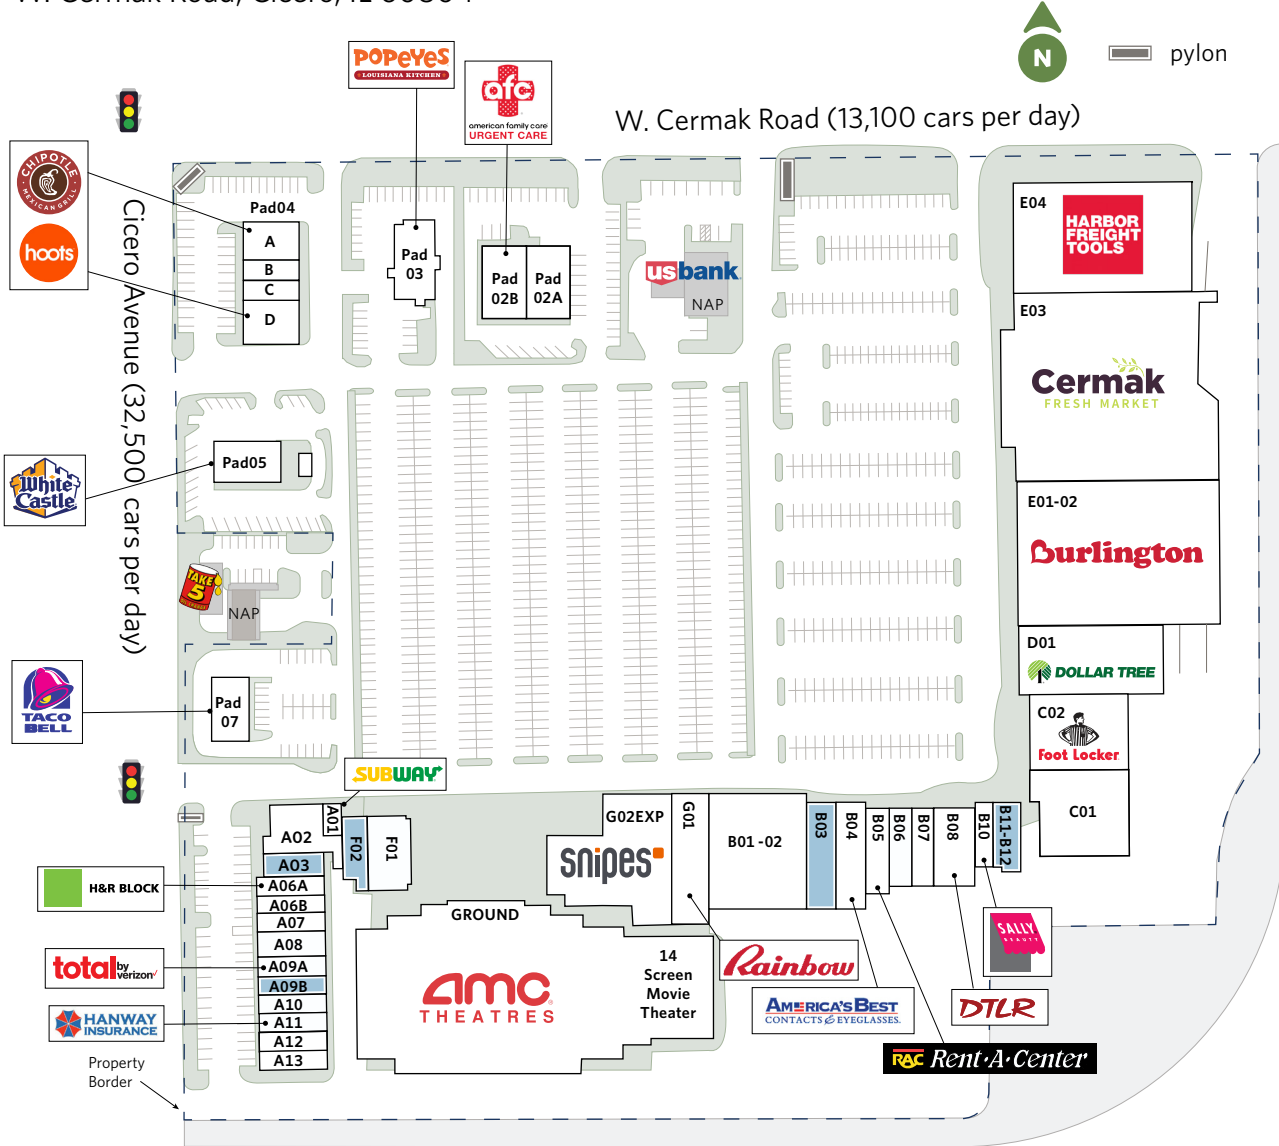 N
pylon
POPEYES
LOUISIANA KITCHEN
afc
american family care
URGENT CARE
W. Cermak Road (13,100 cars per day)
CHIPOTLE
MEXICAN GRILL
hoots
Cicero Avenue (32,500 cars per day)
Pad04
A
B
C
D
Pad
03
Pad
02B
Pad
02A
usbank
NAP
E04
HARBOR
FREIGHT
TOOLS
E03
Cermak
FRESH MARKET
E01-02
Burlington
White
Castle
Pad05
TAKE
5
NAP
D01
DOLLAR TREE
TACO
BELL
Pad
07
C02
Foot Locker
C01
SUBWAY
A01
A02
F02
F01
A03
A06A
A06B
A07
A08
A09A
A09B
A10
A11
A12
A13
H&R BLOCK
total by
verizon
HANWAY
INSURANCE
Property
Border
GROUND
amc
THEATRES
14
Screen
Movie
Theater
G02EXP
snipes
G01
B01-02
B03
B04
B05
B06
B07
B08
B10
B11-B12
Rainbow
AMERICA'S BEST
CONTACTS & EYEGLASSES
SALLY
BEAUTY
DTLR
RAC Rent-A-Center